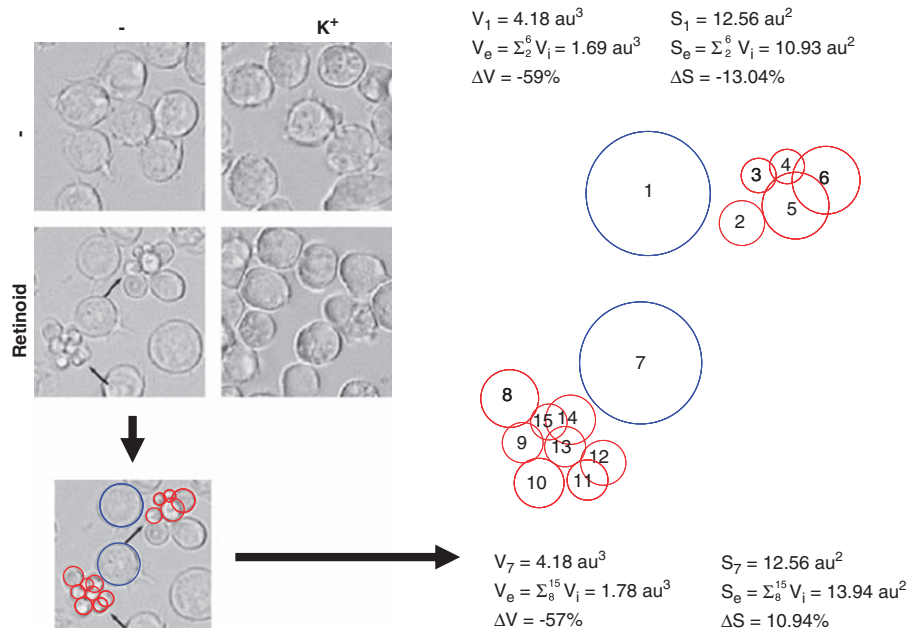 -
K⁺
-
Retinoid
V₁ = 4.18 au³
Vₑ = Σ₂⁶ Vᵢ = 1.69 au³
ΔV = -59%
S₁ = 12.56 au²
Sₑ = Σ₂⁶ Vᵢ = 10.93 au²
ΔS = -13.04%
1
2
3
4
5
6
7
8
9
10
11
12
13
14
15
V₇ = 4.18 au³
Vₑ = Σ₈¹⁵ Vᵢ = 1.78 au³
ΔV = -57%
S₇ = 12.56 au²
Sₑ = Σ₈¹⁵ Vᵢ = 13.94 au²
ΔS = 10.94%